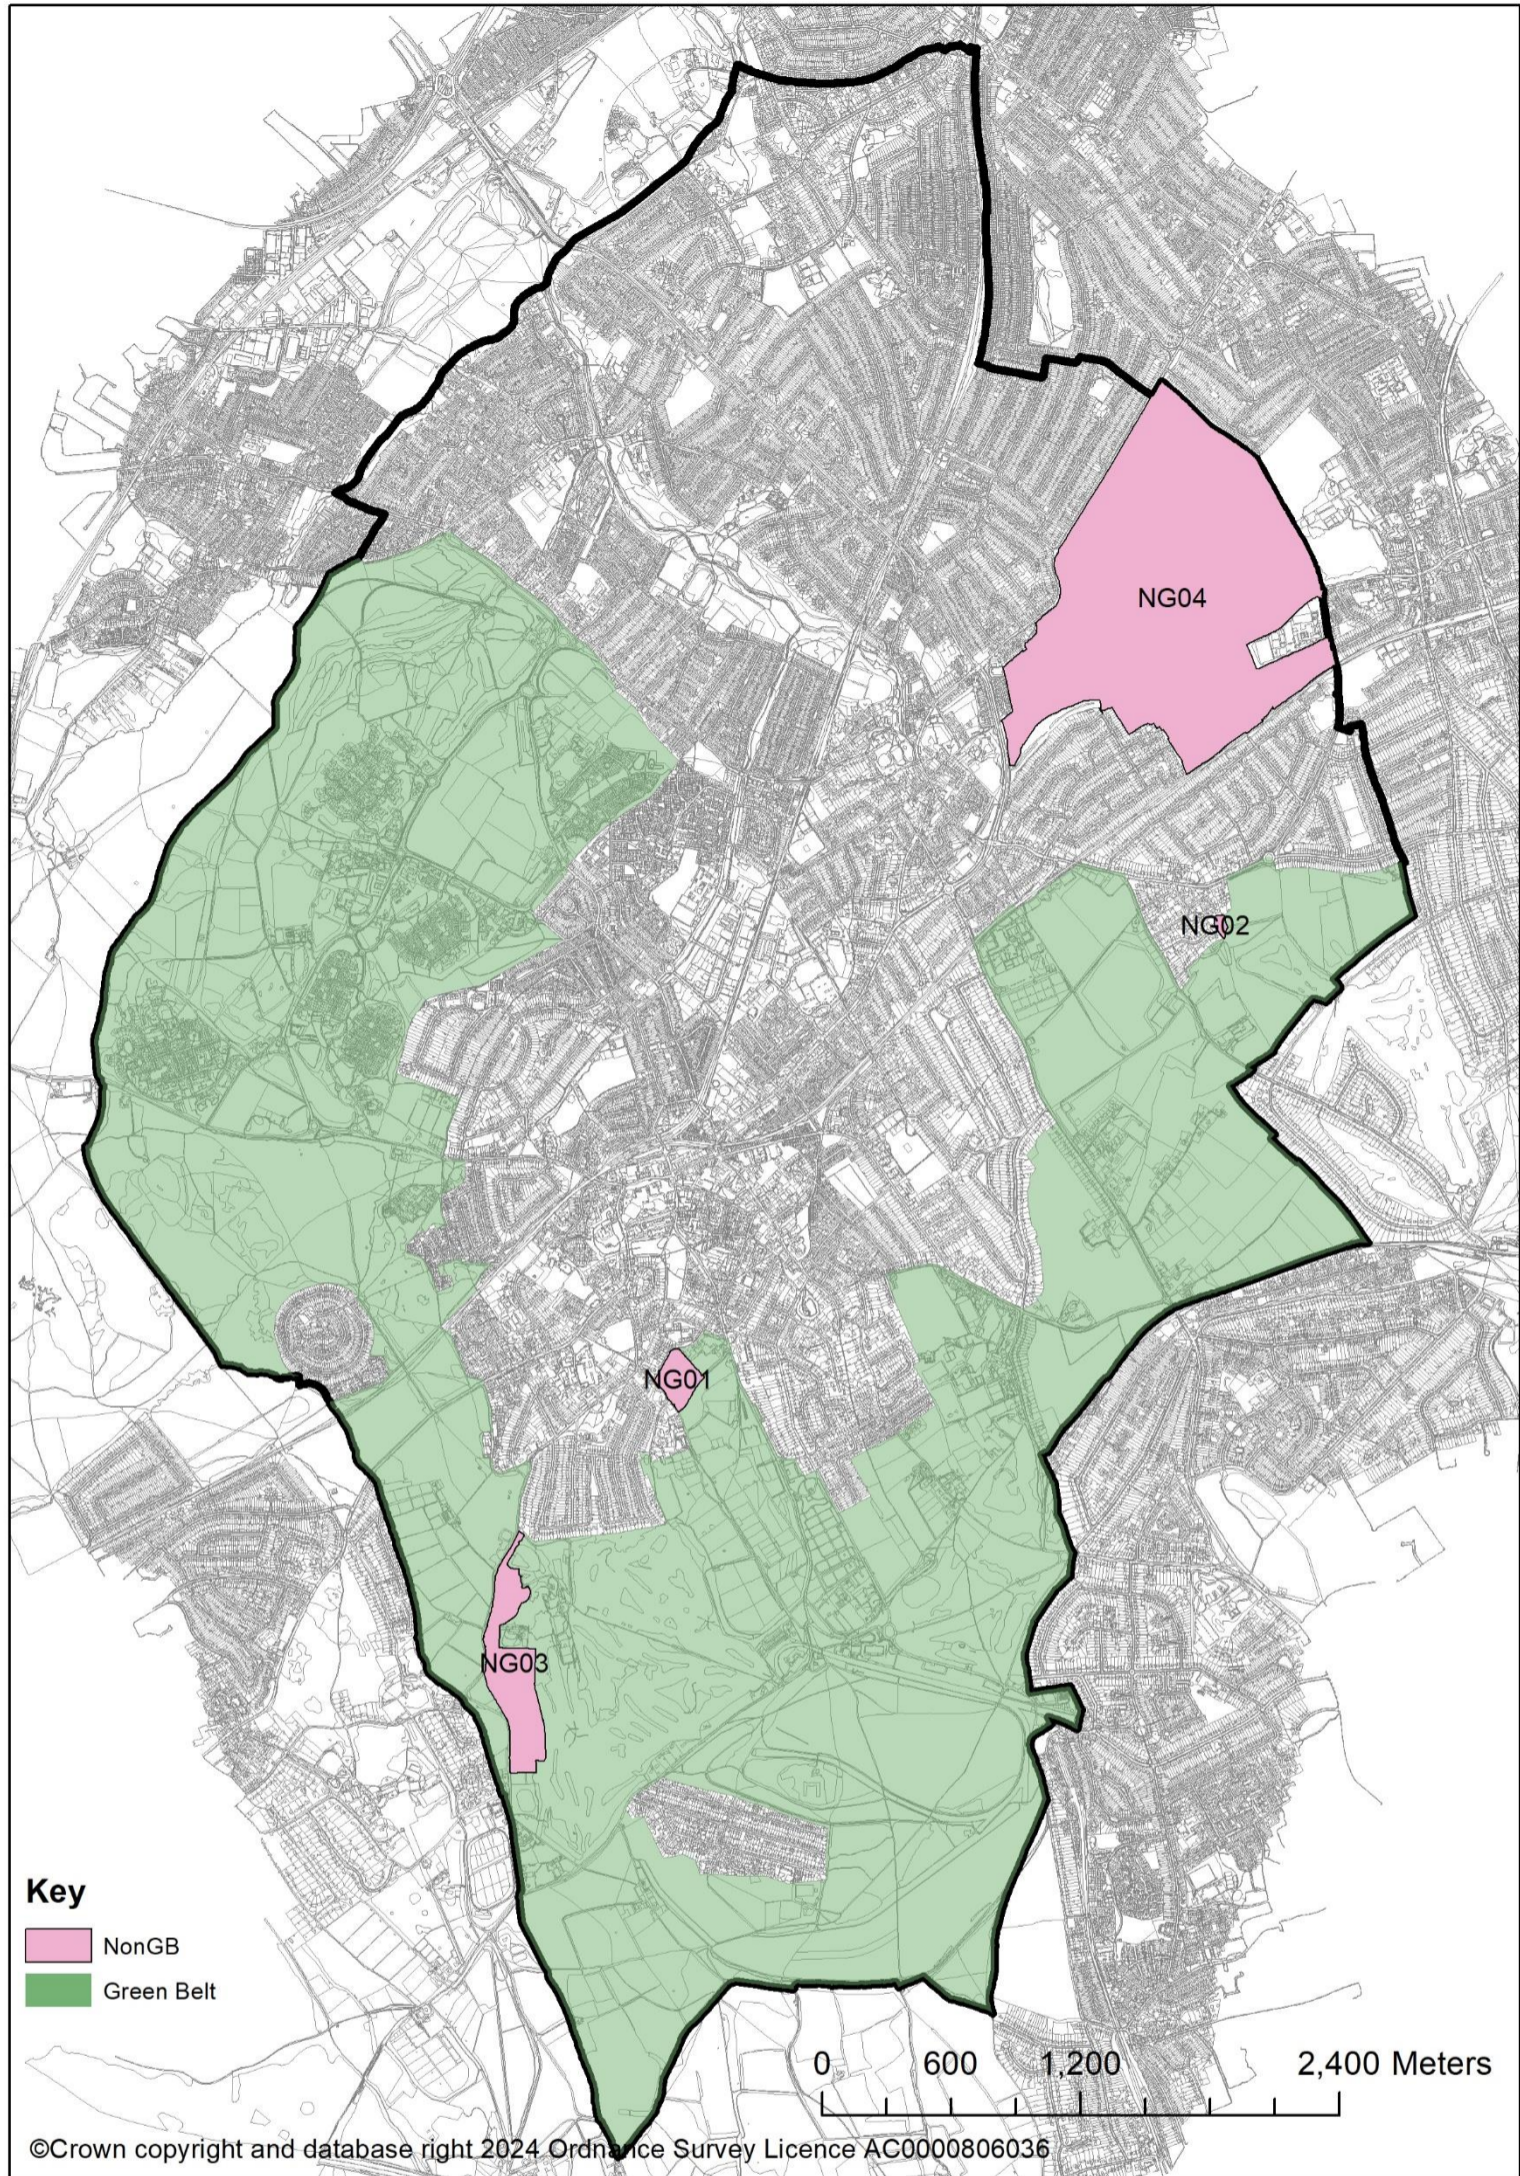 NG04
NG02
NG01
NG03
Key
NonGB
Green Belt
0 600 1,200 2,400 Meters
©Crown copyright and database right 2024 Ordnance Survey Licence AC0000806036